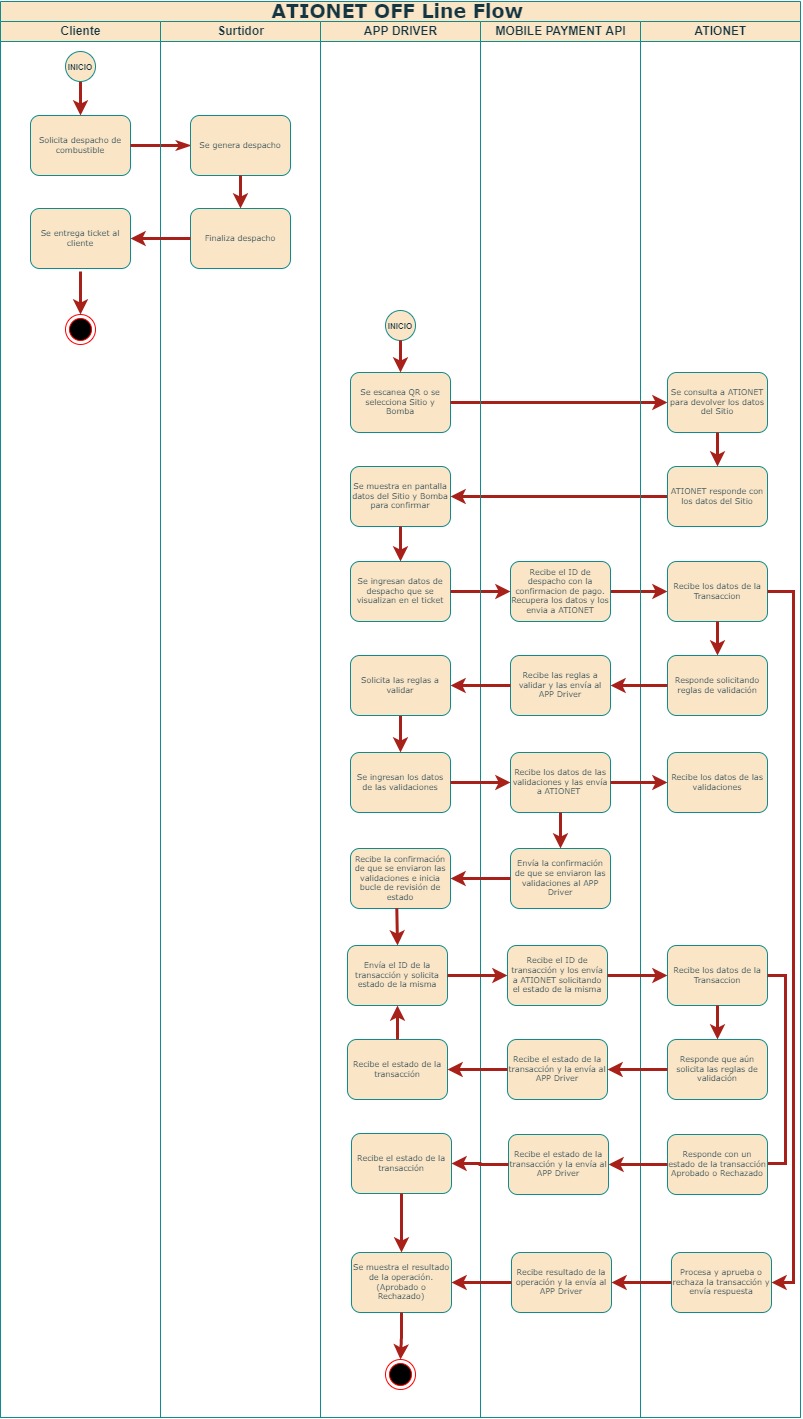 ATIONET OFF Line Flow
Cliente
Surtidor
APP DRIVER
MOBILE PAYMENT API
ATIONET
INICIO
Solicita despacho de
combustible
Se genera despacho
Se entrega ticket al
cliente
Finaliza despacho
INICIO
Se escanea QR o se
selecciona Sitio y
Bomba
Se consulta a ATIONET
para devolver los datos
del Sitio
Se muestra en pantalla
datos del Sitio y Bomba
para confirmar
ATIONET responde con
los datos del Sitio
Se ingresan datos de
despacho que se
visualizan en el ticket
Recibe el ID de
despacho con la
confirmacion de pago.
Recupera los datos y los
envia a ATIONET
Recibe los datos de la
Transaccion
Solicita las reglas a
validar
Recibe las reglas a
validar y las envía al
APP Driver
Responde solicitando
reglas de validación
Se ingresan los datos
de las validaciones
Recibe los datos de las
validaciones y las envía
a ATIONET
Recibe los datos de las
validaciones
Recibe la confirmación
de que se enviaron las
validaciones e inicia
bucle de revisión de
estado
Envía la confirmación
de que se enviaron las
validaciones al APP
Driver
Envía el ID de la
transacción y solicita
estado de la misma
Recibe el ID de
transacción y los envía
a ATIONET solicitando
el estado de la misma
Recibe los datos de la
Transaccion
Recibe el estado de la
transacción
Recibe el estado de la
transacción y la envía al
APP Driver
Responde que aún
solicita las reglas de
validación
Recibe el estado de la
transacción
Recibe el estado de la
transacción y la envía al
APP Driver
Responde con un
estado de la transacción
Aprobado o Rechazado
Se muestra el resultado
de la operación.
(Aprobado o
Rechazado)
Recibe resultado de la
operación y la envía al
APP Driver
Procesa y aprueba o
rechaza la transacción y
envía respuesta